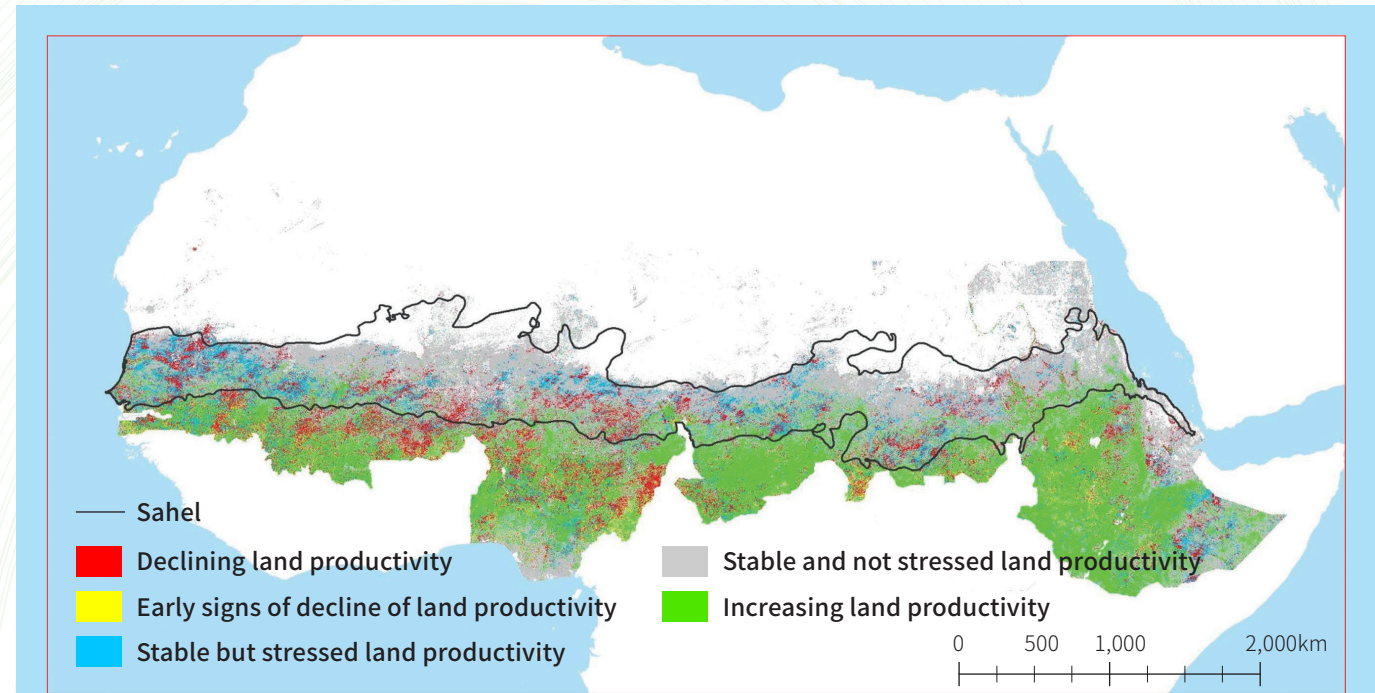 Sahel
Declining land productivity
Early signs of decline of land productivity
Stable but stressed land productivity
Stable and not stressed land productivity
Increasing land productivity
0 500 1,000 2,000km